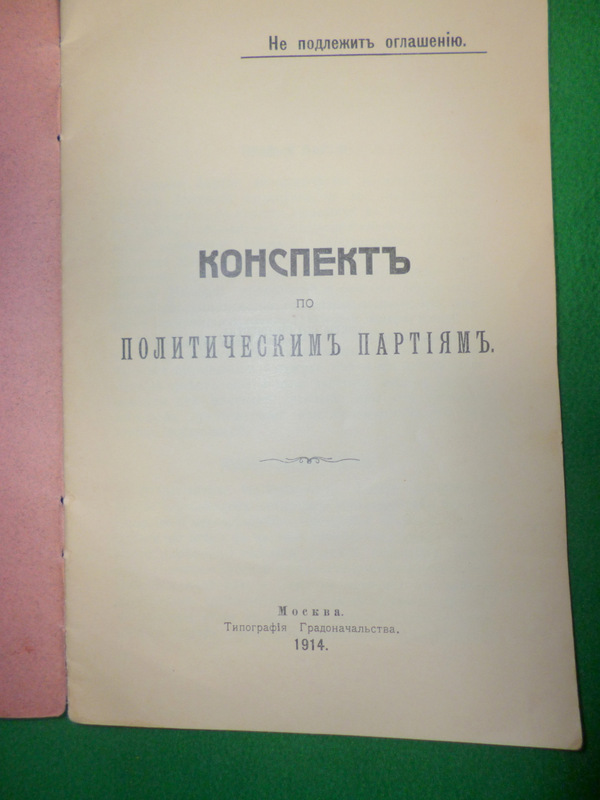 Не подлежитъ оглашенію.
КОНСПЕКТЪ
ПО
ПОЛИТИЧЕСКИМЪ ПАРТІЯМЪ.
Москва.
Типографія Градоначальства.
1914.